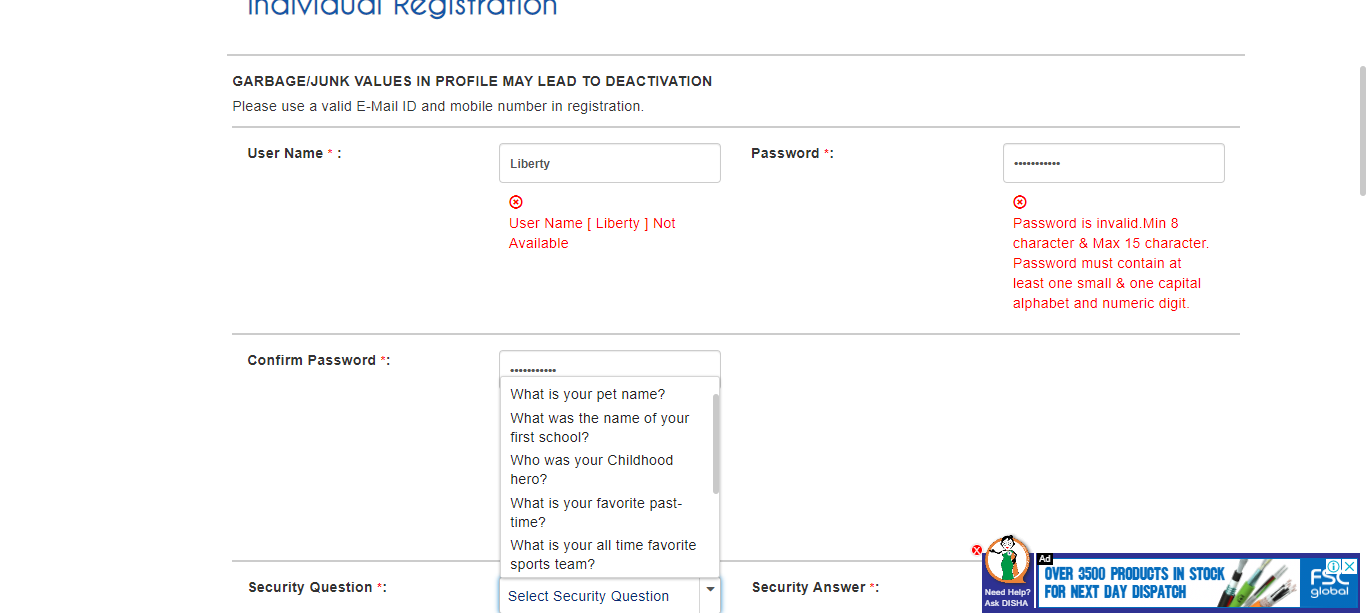 Individual Registration
GARBAGE/JUNK VALUES IN PROFILE MAY LEAD TO DEACTIVATION
Please use a valid E-Mail ID and mobile number in registration.
User Name * :
Liberty
Password *:
•••••••••••
User Name [ Liberty ] Not
Available
Password is invalid.Min 8
character & Max 15 character.
Password must contain at
least one small & one capital
alphabet and numeric digit.
Confirm Password *:
•••••••••••
What is your pet name?
What was the name of your
first school?
Who was your Childhood
hero?
What is your favorite past-
time?
What is your all time favorite
sports team?
Security Question *:
Select Security Question
Security Answer *:
Need Help?
Ask DISHA
Ad
OVER 3500 PRODUCTS IN STOCK
FOR NEXT DAY DISPATCH
FSC
global